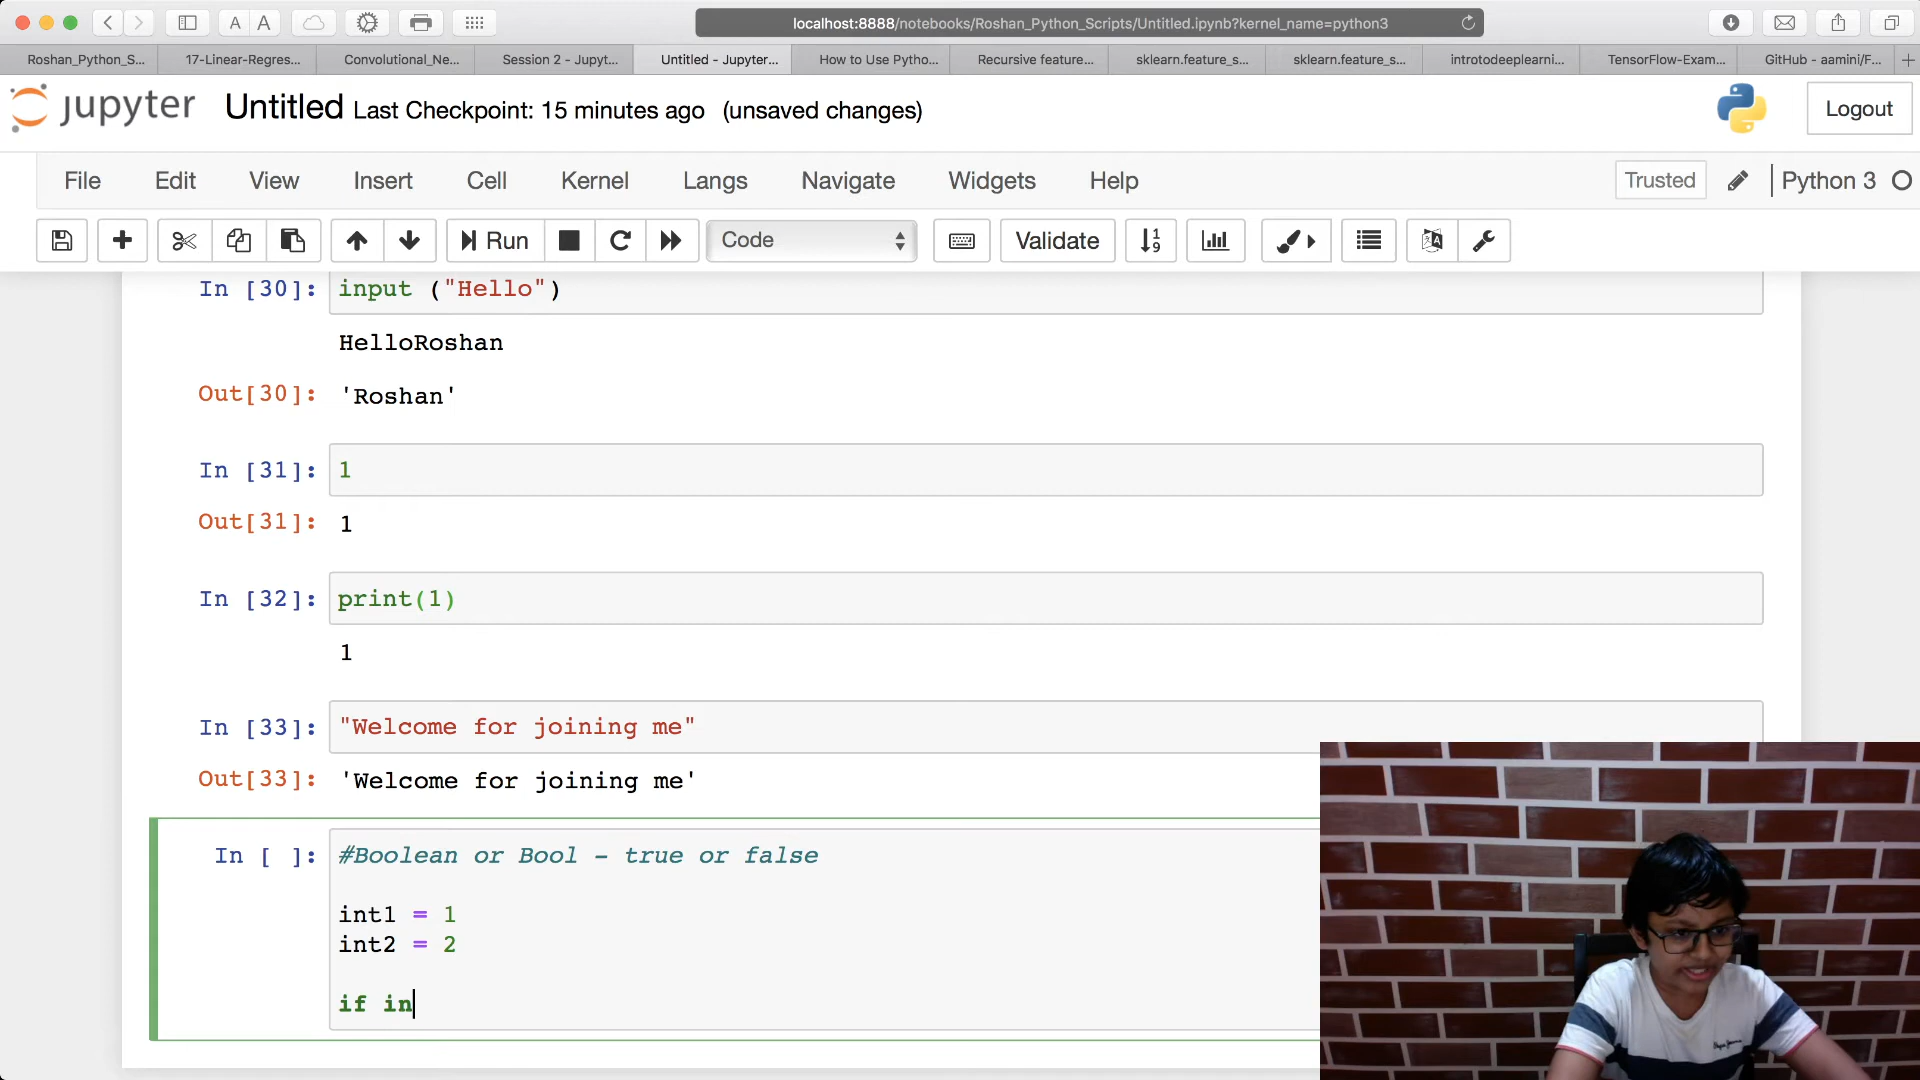 localhost:8888/notebooks/Roshan_Python_Scripts/Untitled.ipynb?kernel_name=python3
A A
Roshan_Python_S... 17-Linear-Regres... Convolutional_Ne... Session 2 - Jupyt... Untitled - Jupyter... How to Use Pytho... Recursive feature... sklearn.feature_s... sklearn.feature_s... introtodeeplearni... TensorFlow-Exam... GitHub - aamini/F...
jupyter Untitled Last Checkpoint: 15 minutes ago (unsaved changes) Logout
File Edit View Insert Cell Kernel Langs Navigate Widgets Help Trusted Python 3
Run Code Validate
In [30]: input ("Hello")
HelloRoshan
Out[30]: 'Roshan'
In [31]: 1
Out[31]: 1
In [32]: print(1)
1
In [33]: "Welcome for joining me"
Out[33]: 'Welcome for joining me'
In [ ]: #Boolean or Bool - true or false
int1 = 1
int2 = 2
if in